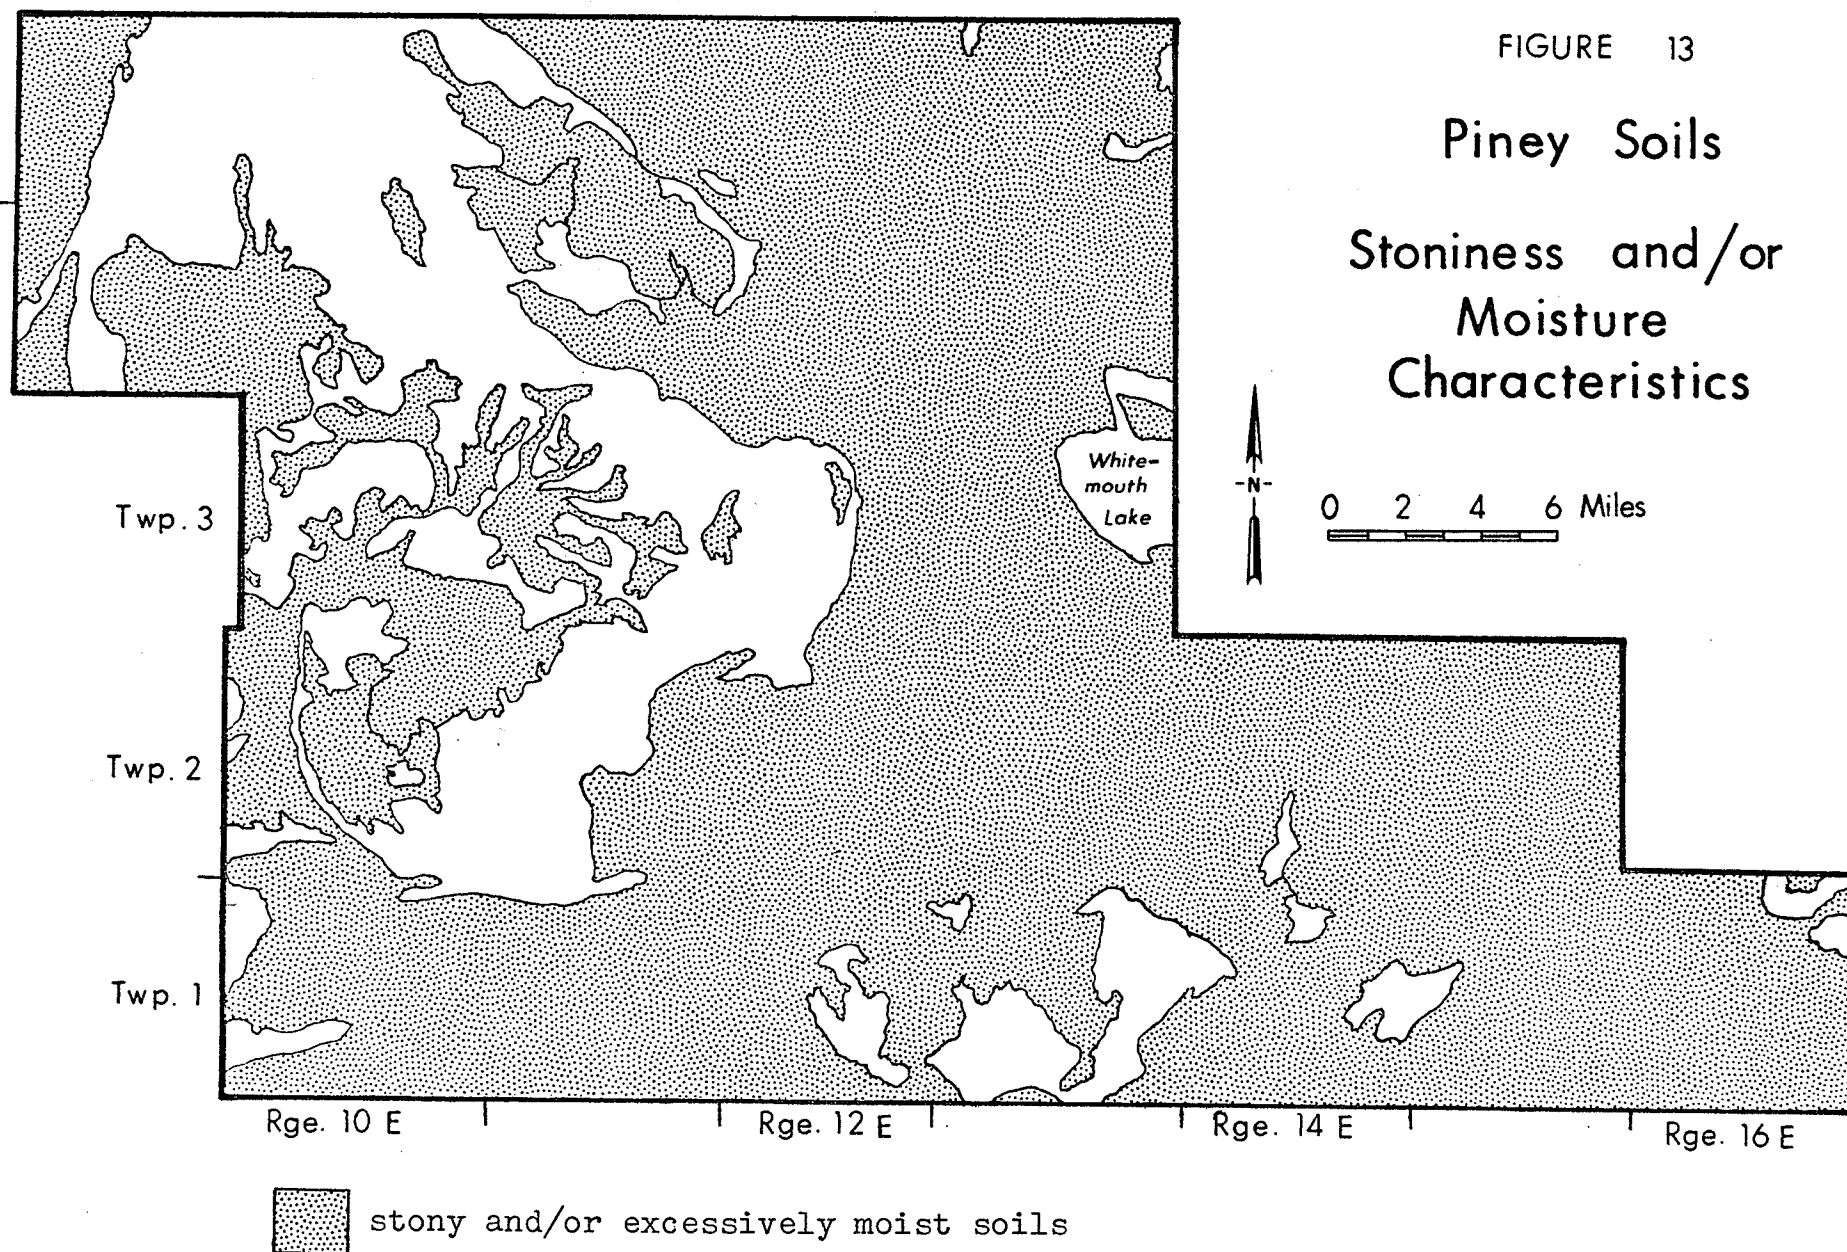 FIGURE 13
Piney Soils
Stoniness and/or
Moisture
Characteristics
White-
mouth
Lake
-N-
0 2 4 6 Miles
Twp. 3
Twp. 2
Twp. 1
Rge. 10 E Rge. 12 E Rge. 14 E Rge. 16 E
stony and/or excessively moist soils